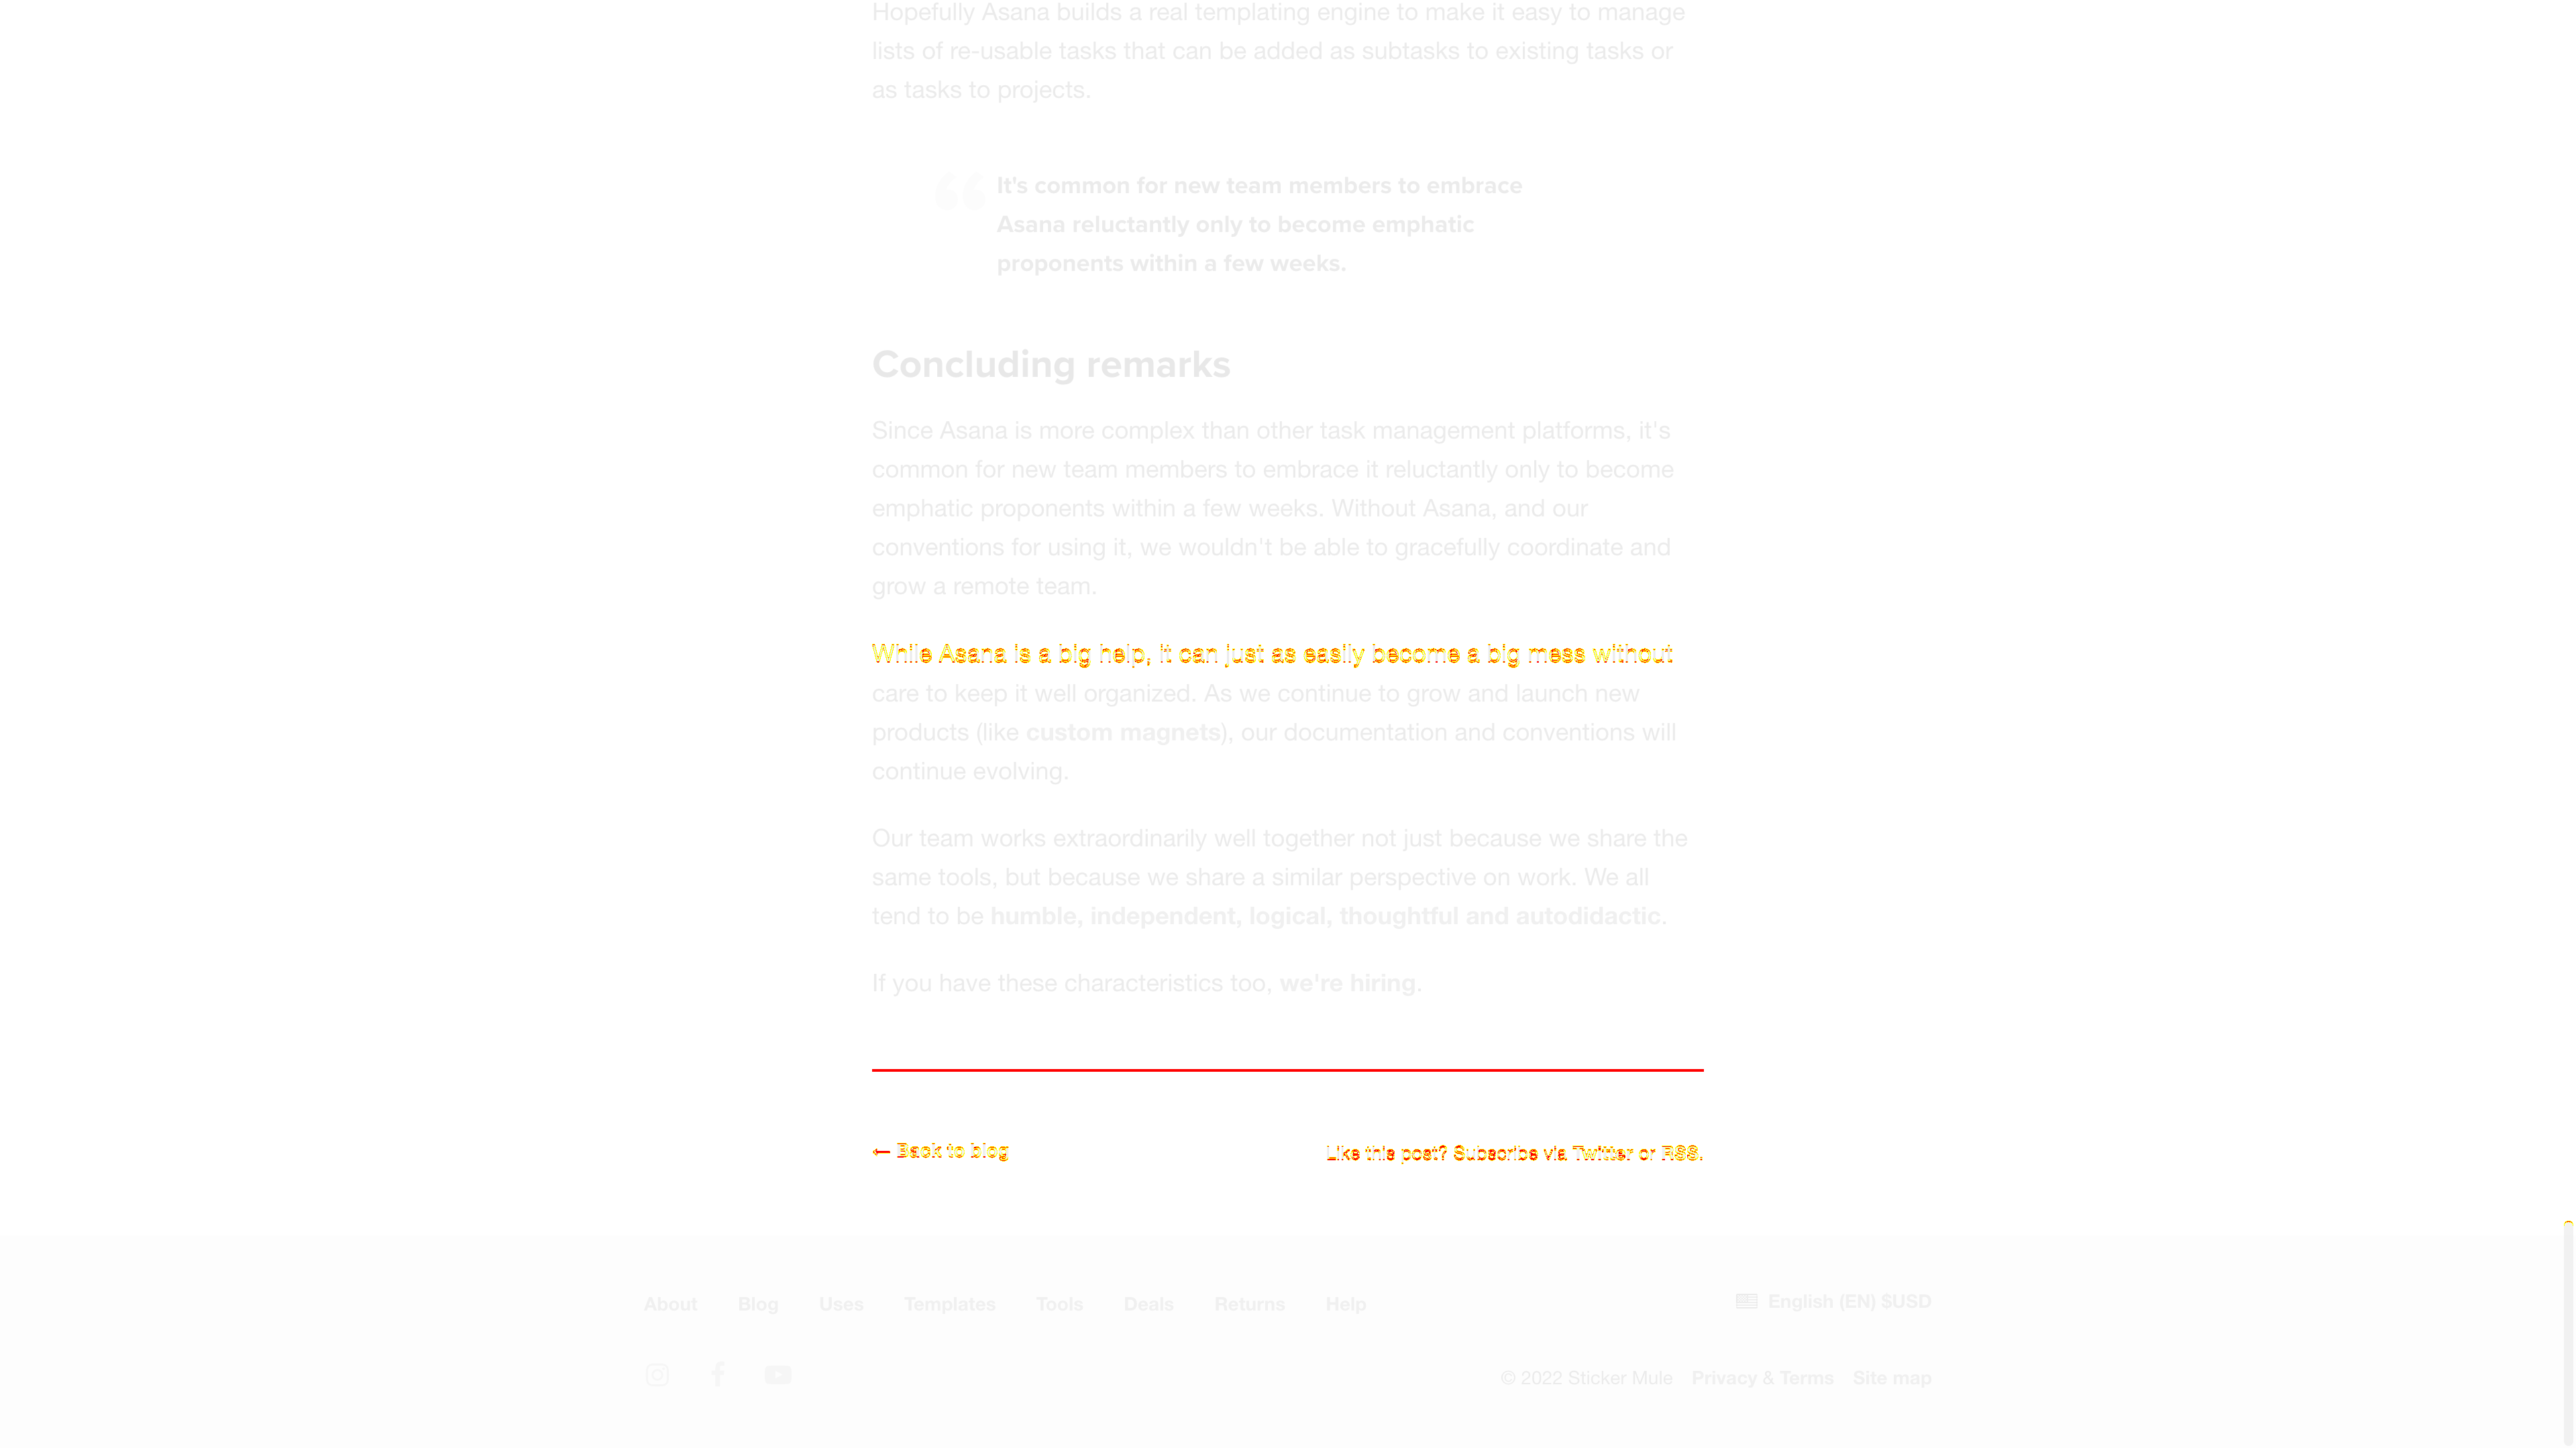 Hopefully Asana builds a real templating engine to make it easy to manage
lists of re-usable tasks that can be added as subtasks to existing tasks or
as tasks to projects.
It's common for new team members to embrace
Asana reluctantly only to become emphatic
proponents within a few weeks.
Concluding remarks
Since Asana is more complex than other task management platforms, it's
common for new team members to embrace it reluctantly only to become
emphatic proponents within a few weeks. Without Asana, and our
conventions for using it, we wouldn't be able to gracefully coordinate and
grow a remote team.
While Asana is a big help, it can just as easily become a big mess without
care to keep it well organized. As we continue to grow and launch new
products (like custom magnets), our documentation and conventions will
continue evolving.
Our team works extraordinarily well together not just because we share the
same tools, but because we share a similar perspective on work. We all
tend to be humble, independent, logical, thoughtful and autodidactic.
If you have these characteristics too, we're hiring.
← Back to blog
Like this post? Subscribe via Twitter or RSS.
About Blog Uses Templates Tools Deals Returns Help
English (EN) $USD
© 2022 Sticker Mule Privacy & Terms Site map